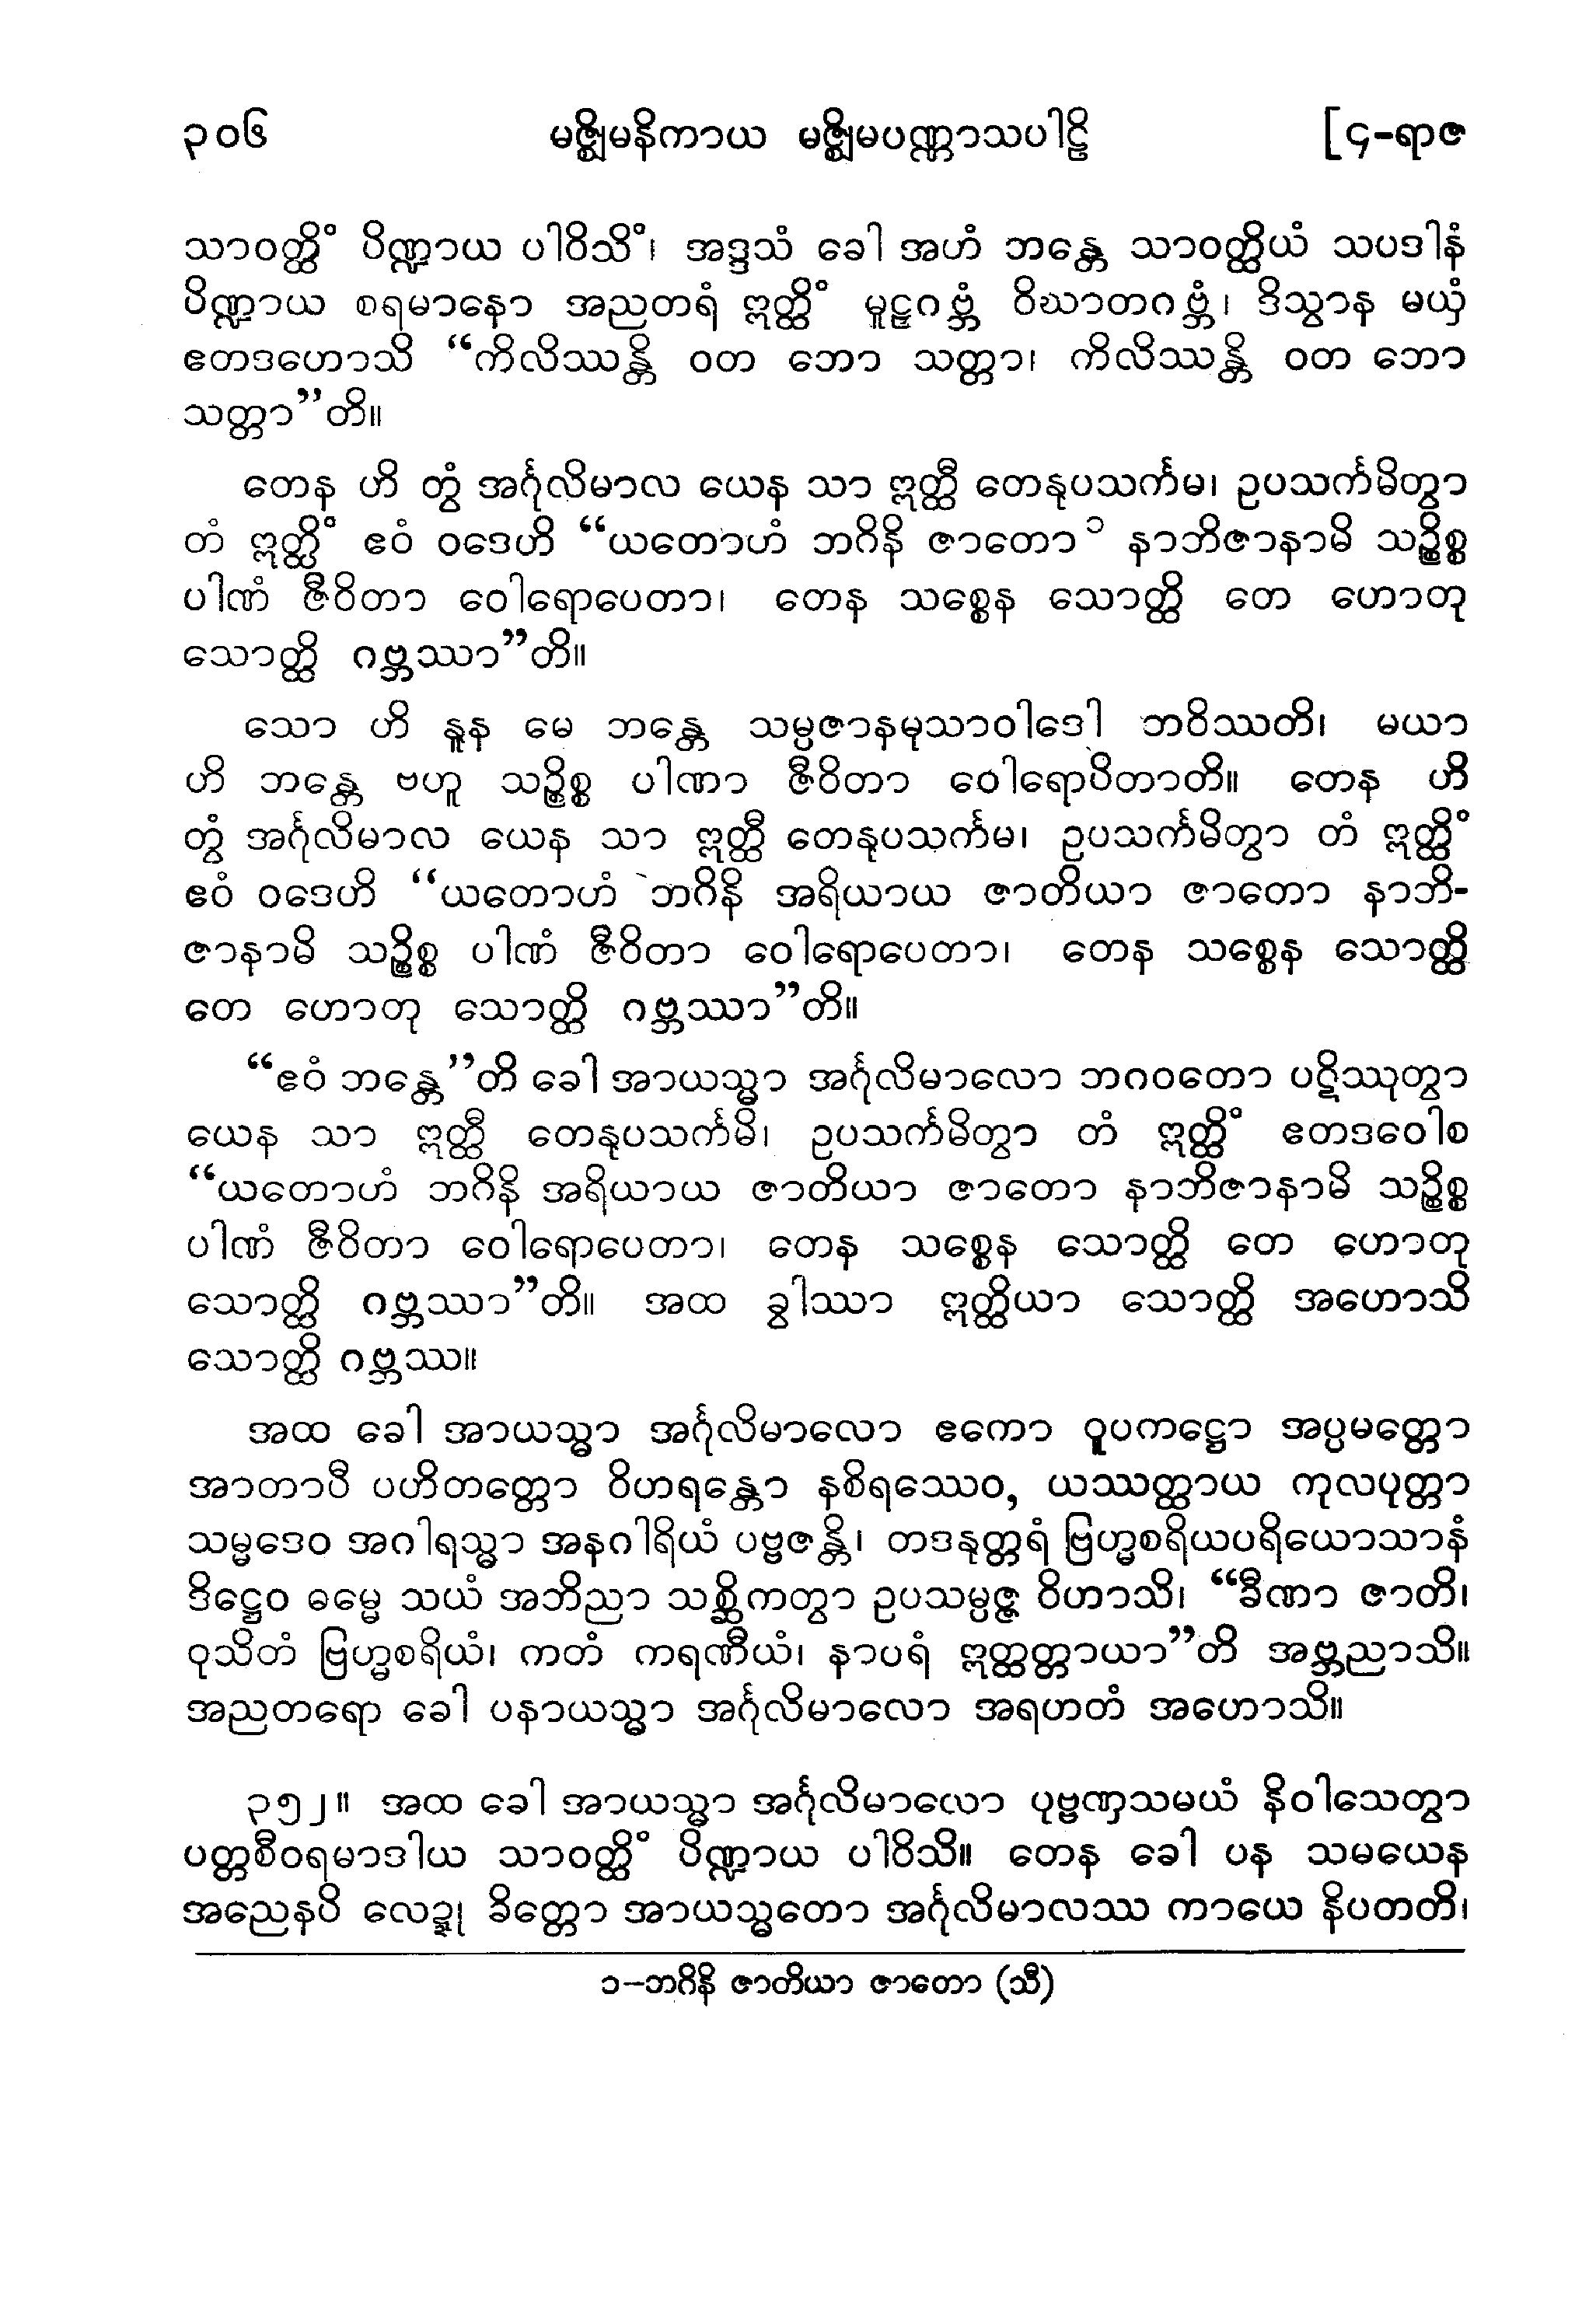 ၃၀၆ မဇ္ဈိမနိကာယ မဇ္ဈိမပဏ္ဏာသပါဠိ [၄-ရာဇ
သာဝတ္ထိံ ပိဏ္ဍာယ ပါဝိသိံ၊ အဒ္ဒသံ ခေါ အဟံ ဘန္တေ သာဝတ္ထိယံ သပဒါနံ
ပိဏ္ဍာယ စရမာနော အညတရံ ဣတ္ထိံ မူဠှဂဗ္ဘံ ဝိဃာတဂဗ္ဘံ၊ ဒိသွာန မယှံ
ဧတဒဟောသိ “ကိလိဿန္တိ ဝတ ဘော သတ္တာ၊ ကိလိဿန္တိ ဝတ ဘော
သတ္တာ”တိ။
တေန ဟိ တွံ အင်္ဂုလိမာလ ယေန သာ ဣတ္ထီ တေနုပသင်္ကမ၊ ဥပသင်္ကမိတွာ
တံ ဣတ္ထိံ ဧဝံ ဝဒေဟိ “ယတောဟံ ဘဂိနိ ဇာတော ၁ နာဘိဇာနာမိ သဉ္စိစ္စ
ပါဏံ ဇီဝိတာ ဝေါရောပေတာ၊ တေန သစ္စေန သောတ္ထိ တေ ဟောတု
သောတ္ထိ ဂဗ္ဘဿာ”တိ။
သော ဟိ နူန မေ ဘန္တေ သမ္ပဇာနမုသာဝါဒေါ ဘဝိဿတိ၊ မယာ
ဟိ ဘန္တေ ဗဟူ သဉ္စိစ္စ ပါဏာ ဇီဝိတာ ဝေါရောပိတာတိ။ တေန ဟိ
တွံ အင်္ဂုလိမာလ ယေန သာ ဣတ္ထီ တေနုပသင်္ကမ၊ ဥပသင်္ကမိတွာ တံ ဣတ္ထိံ
ဧဝံ ဝဒေဟိ “ယတောဟံ ဘဂိနိ အရိယာယ ဇာတိယာ ဇာတော နာဘိ-
ဇာနာမိ သဉ္စိစ္စ ပါဏံ ဇီဝိတာ ဝေါရောပေတာ၊ တေန သစ္စေန သောတ္ထိ
တေ ဟောတု သောတ္ထိ ဂဗ္ဘဿာ”တိ။
“ဧဝံ ဘန္တေ”တိ ခေါ အာယသ္မာ အင်္ဂုလိမာလော ဘဂဝတော ပဋိဿုတွာ
ယေန သာ ဣတ္ထီ တေနုပသင်္ကမိ၊ ဥပသင်္ကမိတွာ တံ ဣတ္ထိံ ဧတဒဝေါစ
“ယတောဟံ ဘဂိနိ အရိယာယ ဇာတိယာ ဇာတော နာဘိဇာနာမိ သဉ္စိစ္စ
ပါဏံ ဇီဝိတာ ဝေါရောပေတာ၊ တေန သစ္စေန သောတ္ထိ တေ ဟောတု
သောတ္ထိ ဂဗ္ဘဿာ”တိ။ အထ ခွါဿာ ဣတ္ထိယာ သောတ္ထိ အဟောသိ
သောတ္ထိ ဂဗ္ဘဿ။
အထ ခေါ အာယသ္မာ အင်္ဂုလိမာလော ဧကော ဝူပကဋ္ဌော အပ္ပမတ္တော
အာတာပီ ပဟိတတ္တော ဝိဟရန္တော နစိရဿေဝ, ယဿတ္ထာယ ကုလပုတ္တာ
သမ္မဒေဝ အဂါရသ္မာ အနဂါရိယံ ပဗ္ဗဇန္တိ၊ တဒနုတ္တရံ ဗြဟ္မစရိယပရိယောသာနံ
ဒိဋ္ဌေဝ ဓမ္မေ သယံ အဘိညာ သစ္ဆိကတွာ ဥပသမ္ပဇ္ဇ ဝိဟာသိ၊ “ခီဏာ ဇာတိ၊
ဝုသိတံ ဗြဟ္မစရိယံ၊ ကတံ ကရဏီယံ၊ နာပရံ ဣတ္ထတ္တာယာ”တိ အဗ္ဘညာသိ။
အညတရော ခေါ ပနာယသ္မာ အင်္ဂုလိမာလော အရဟတံ အဟောသိ။
၃၅၂။ အထ ခေါ အာယသ္မာ အင်္ဂုလိမာလော ပုဗ္ဗဏှသမယံ နိဝါသေတွာ
ပတ္တစီဝရမာဒါယ သာဝတ္ထိံ ပိဏ္ဍာယ ပါဝိသိ။ တေန ခေါ ပန သမယေန
အညေနပိ လေဍ္ဍု ခိတ္တော အာယသ္မတော အင်္ဂုလိမာလဿ ကာယေ နိပတတိ၊
၁-ဘဂိနိ ဇာတိယာ ဇာတော (သီ)